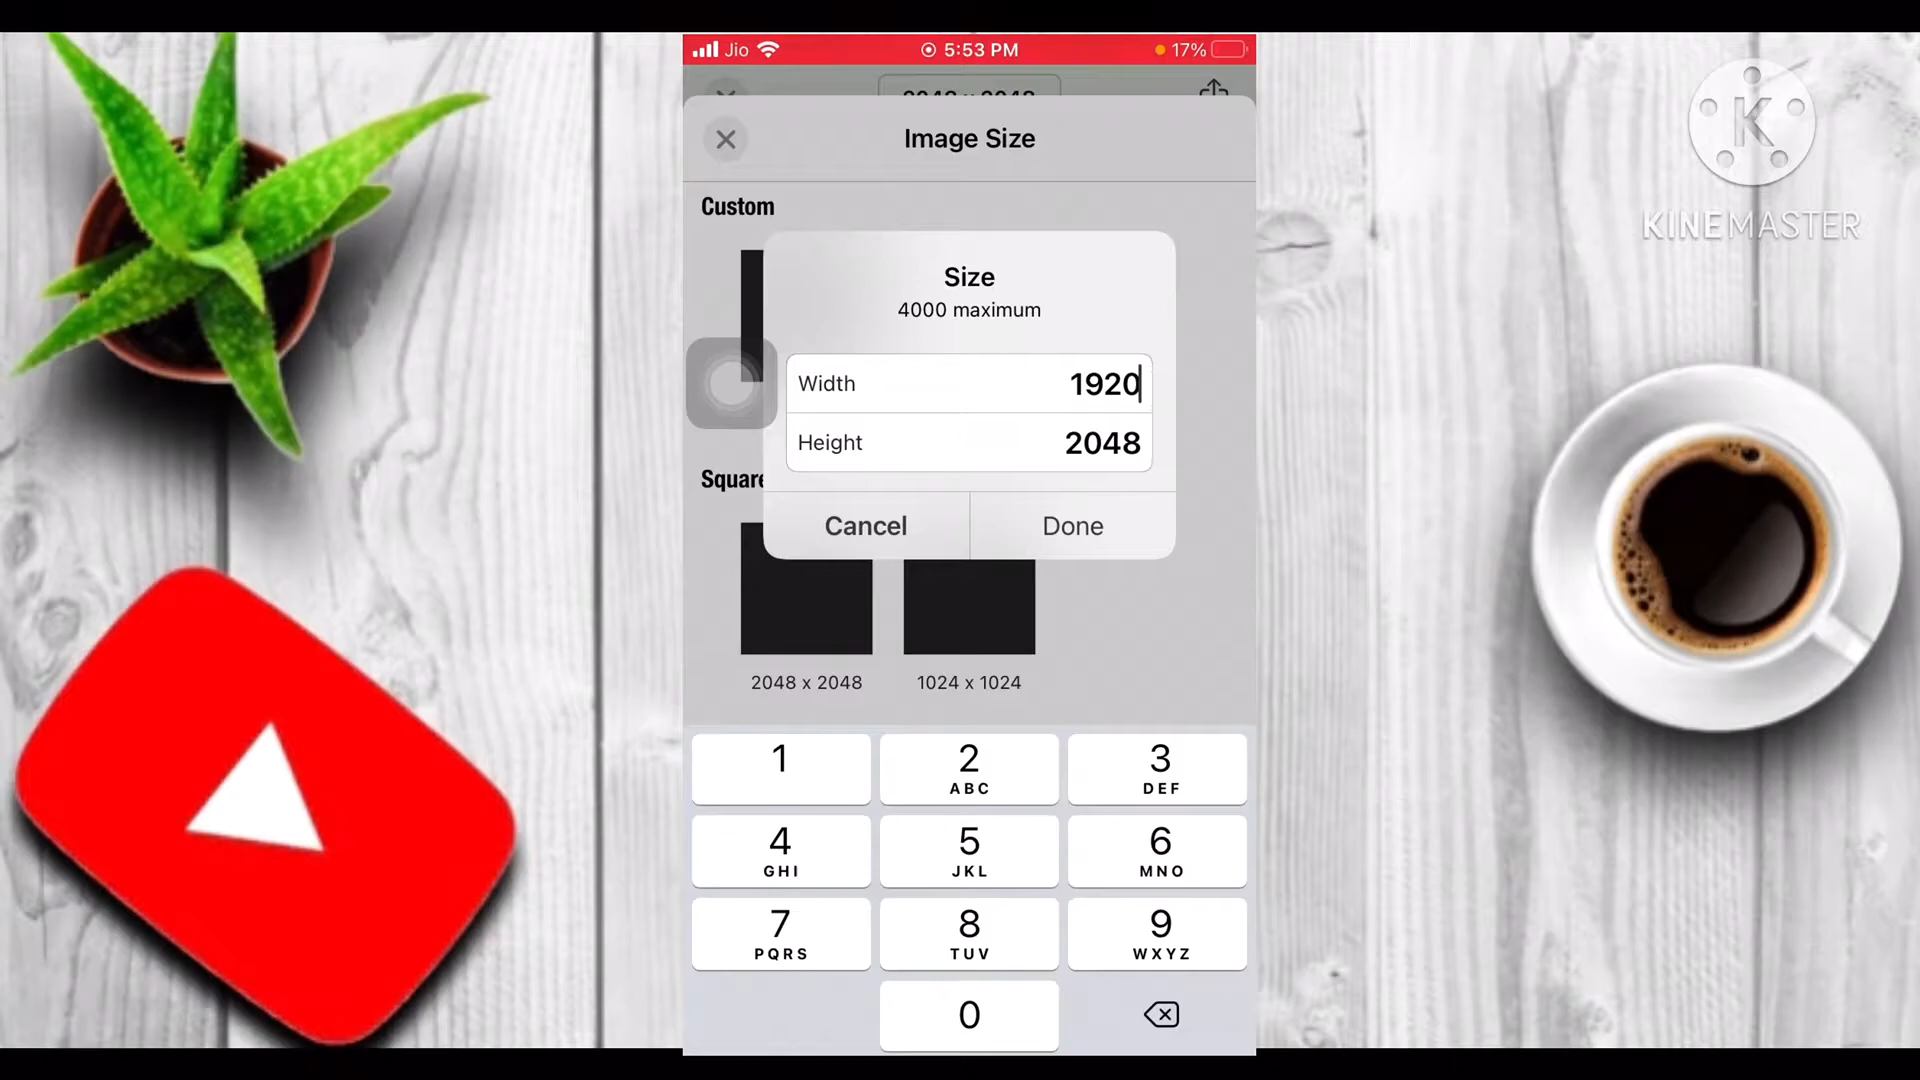 Jio
5:53 PM
17%
Image Size
Custom
Size
4000 maximum
Width 1920
Height 2048
Cancel Done
Square
2048 x 2048 1024 x 1024
1 2 3
ABC DEF
4 5 6
GHI JKL MNO
7 8 9
PQRS TUV WXYZ
0
K
KINEMASTER